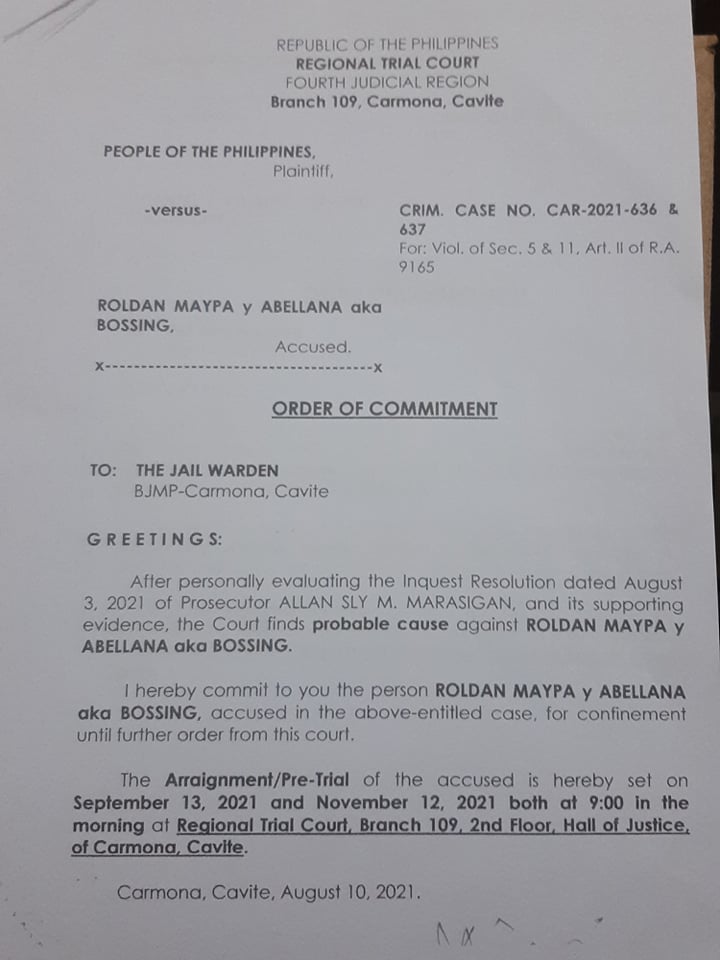 REPUBLIC OF THE PHILIPPINES
REGIONAL TRIAL COURT
FOURTH JUDICIAL REGION
Branch 109, Carmona, Cavite
PEOPLE OF THE PHILIPPINES,
Plaintiff,
-versus-
CRIM. CASE NO. CAR-2021-636 &
637
For: Viol. of Sec. 5 & 11, Art. II of R.A.
9165
ROLDAN MAYPA y ABELLANA aka
BOSSING,
Accused.
x-------------------------------------x
ORDER OF COMMITMENT
TO: THE JAIL WARDEN
BJMP-Carmona, Cavite
G R E E T I N G S:
After personally evaluating the Inquest Resolution dated August
3, 2021 of Prosecutor ALLAN SLY M. MARASIGAN, and its supporting
evidence, the Court finds probable cause against ROLDAN MAYPA y
ABELLANA aka BOSSING.
I hereby commit to you the person ROLDAN MAYPA y ABELLANA
aka BOSSING, accused in the above-entitled case, for confinement
until further order from this court.
The Arraignment/Pre-Trial of the accused is hereby set on
September 13, 2021 and November 12, 2021 both at 9:00 in the
morning at Regional Trial Court, Branch 109, 2nd Floor, Hall of Justice,
of Carmona, Cavite.
Carmona, Cavite, August 10, 2021.